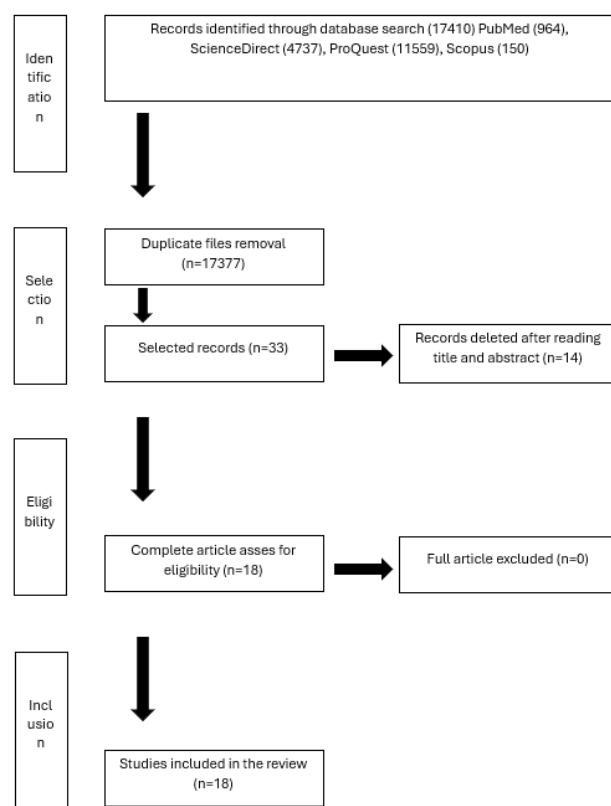 Iden
tific
atio
n
Records identified through database search (17410) PubMed (964),
ScienceDirect (4737), ProQuest (11559), Scopus (150)
Sele
ctio
n
Duplicate files removal
(n=17377)
Selected records (n=33)
Records deleted after reading
title and abstract (n=14)
Eligi
bility
Complete article asses for
eligibility (n=18)
Full article excluded (n=0)
Incl
usio
n
Studies included in the review
(n=18)